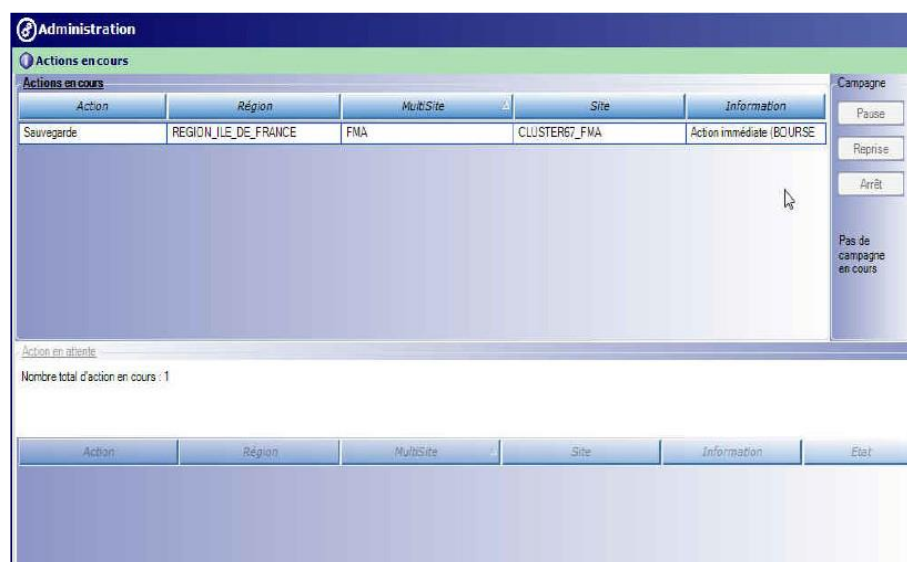 Administration
Actions en cours
Actions en cours
Campagne
Action Région MultiSite Site Information
Pause
Sauvegarde REGION_ILE_DE_FRANCE FMA CLUSTER67_FMA Action immédiate (BOURSE
Reprise
Arrêt
Pas de
campagne
en cours
Action en attente
Nombre total d'action en cours : 1
Action Région MultiSite Site Information Etat